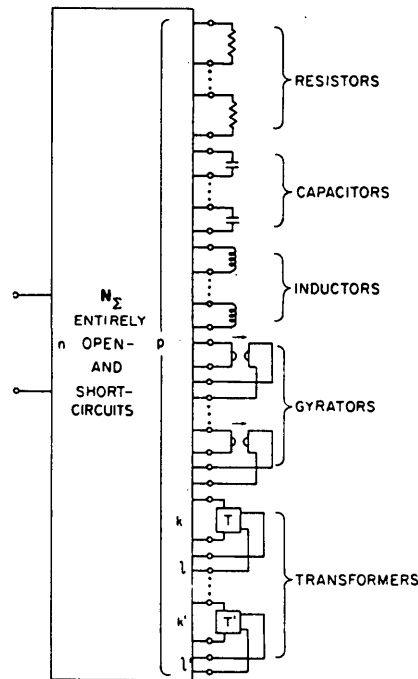 RESISTORS
CAPACITORS
INDUCTORS
N_Σ
ENTIRELY
n OPEN- p
AND
SHORT-
CIRCUITS
GYRATORS
k
T
l
TRANSFORMERS
k'
T'
l'